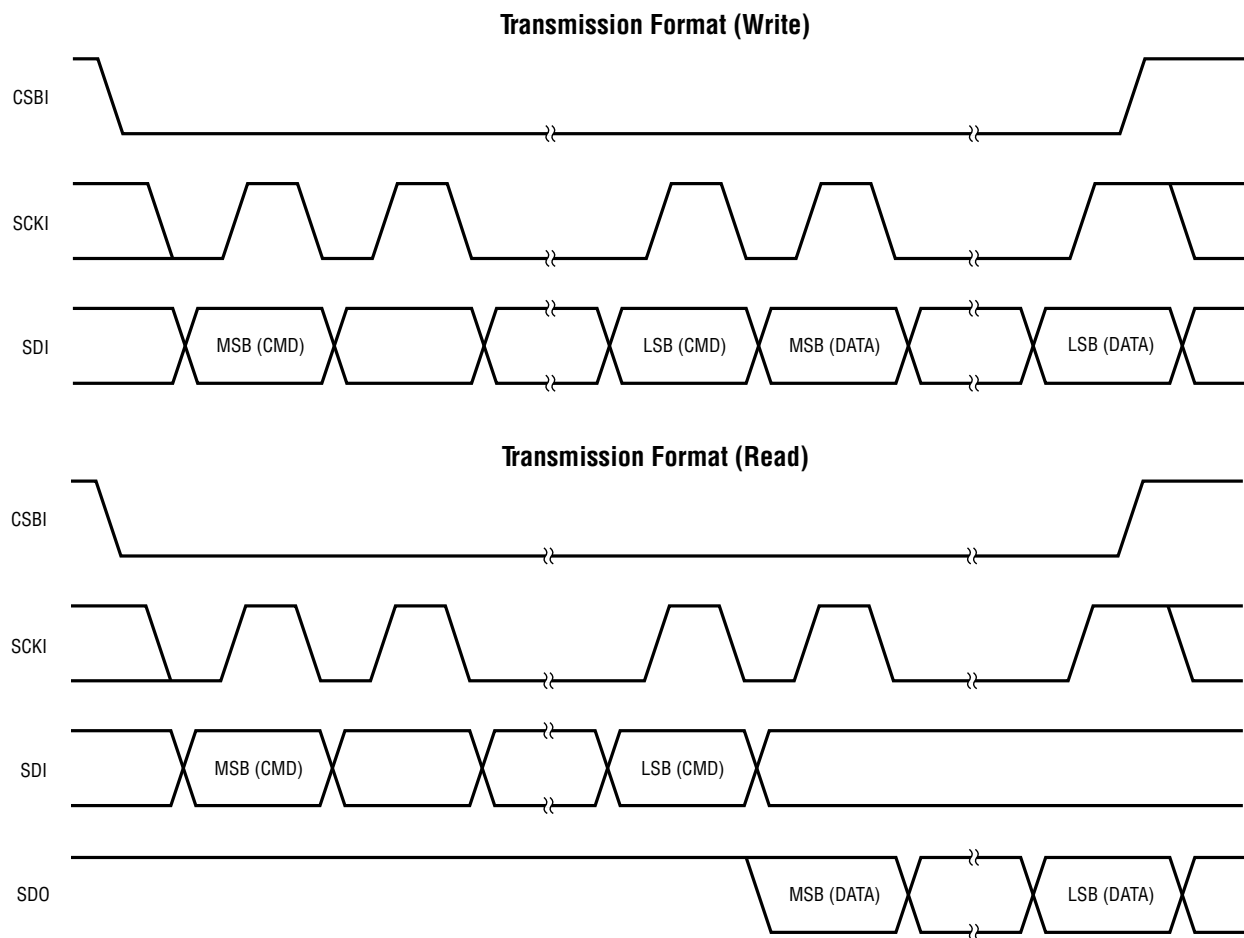 Transmission Format (Write)
CSBI
SCKI
SDI
MSB (CMD)
LSB (CMD)
MSB (DATA)
LSB (DATA)
Transmission Format (Read)
CSBI
SCKI
SDI
MSB (CMD)
LSB (CMD)
SDO
MSB (DATA)
LSB (DATA)